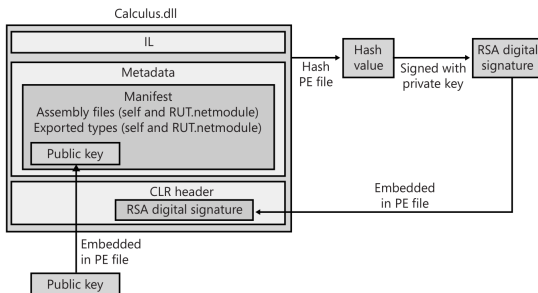 Calculus.dll
IL
Metadata
Manifest
Assembly files (self and RUT.netmodule)
Exported types (self and RUT.netmodule)
Public key
CLR header
RSA digital signature
Hash
PE file
Hash
value
Signed with
private key
RSA digital
signature
Embedded
in PE file
Embedded
in PE file
Public key